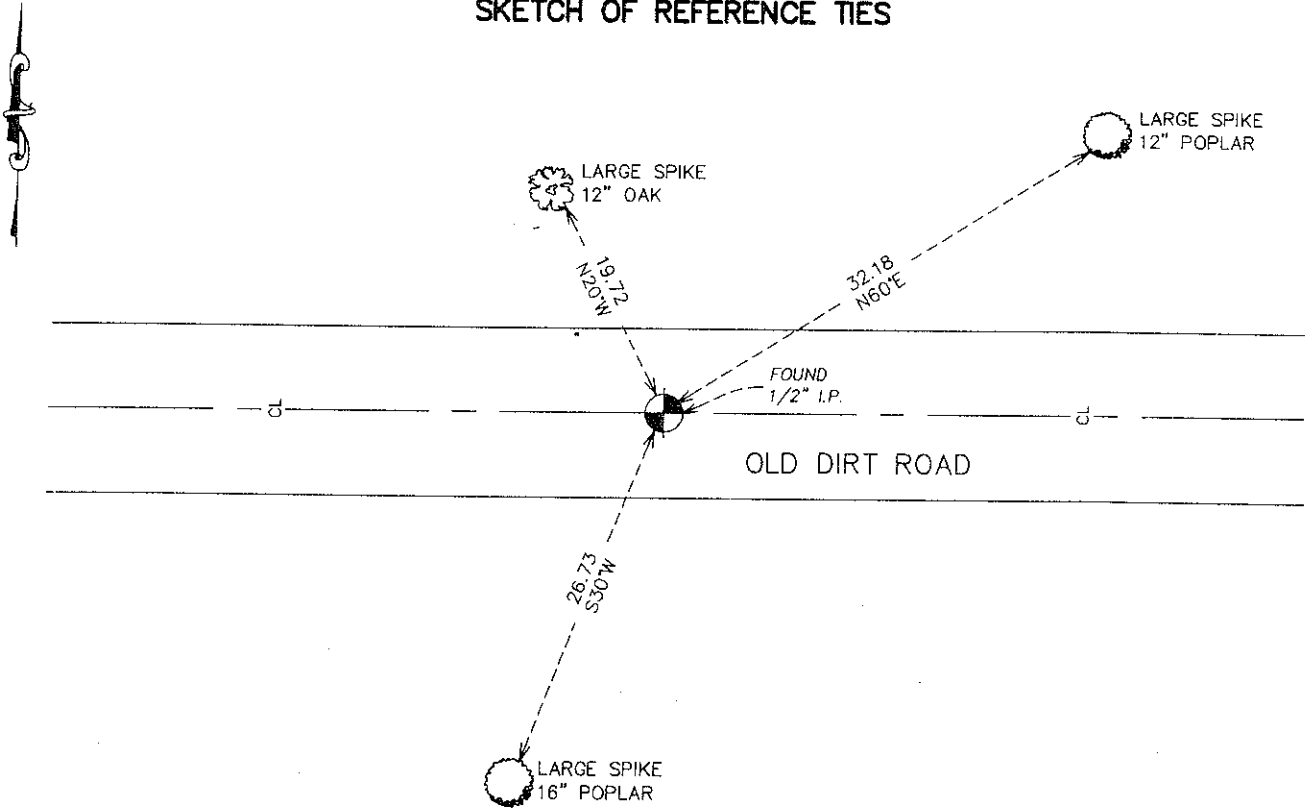 SKETCH OF REFERENCE TIES
LARGE SPIKE
12" POPLAR
LARGE SPIKE
12" OAK
19.72
N20°W
32.18
N60°E
FOUND
1/2" I.P.
CL
CL
OLD DIRT ROAD
26.73
S30°W
LARGE SPIKE
16" POPLAR